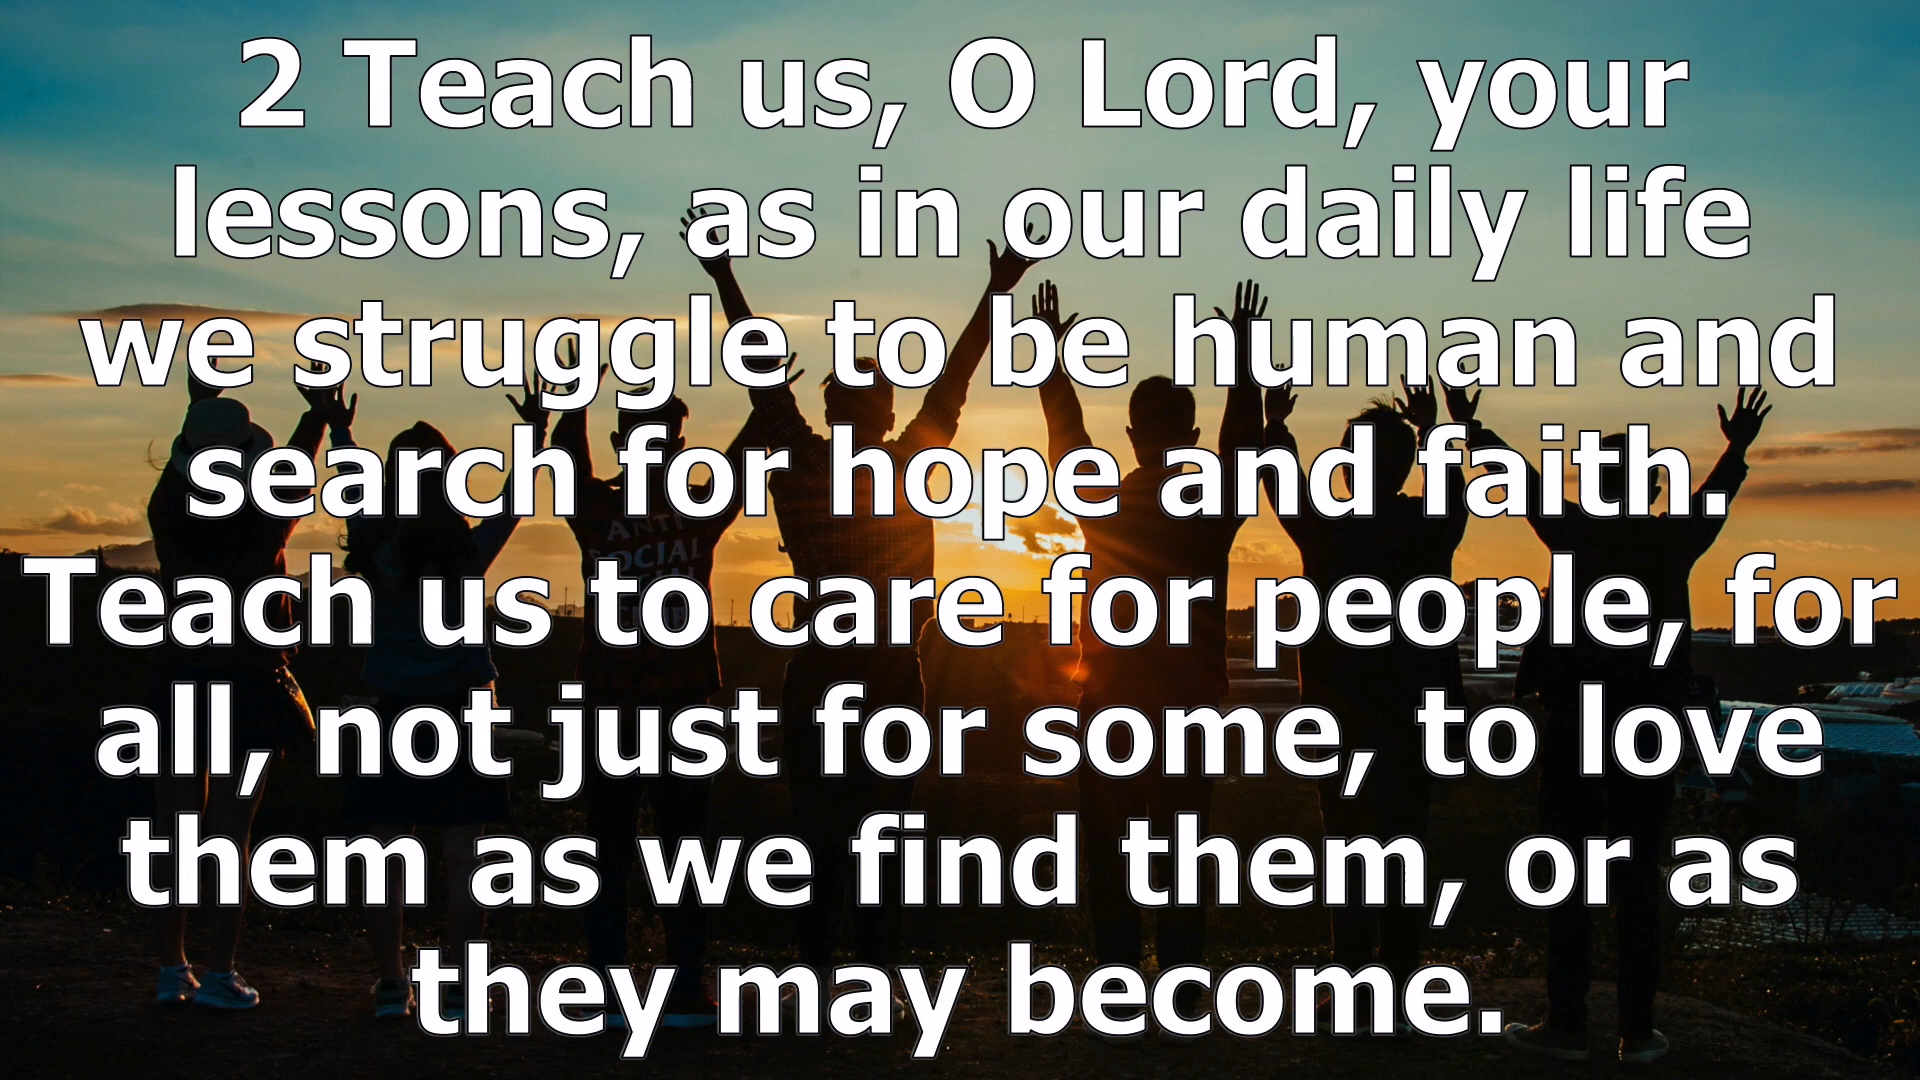 2 Teach us, O Lord, your
lessons, as in our daily life
we struggle to be human and
search for hope and faith.
Teach us to care for people, for
all, not just for some, to love
them as we find them, or as
they may become.
ANTI
SOCIAL